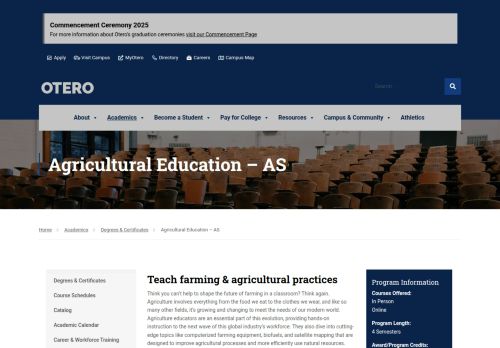 Commencement Ceremony 2025
For more information about Otero's graduation ceremonies visit our Commencement Page
Apply
Visit Campus
MyOtero
Directory
Careers
Campus Map
OTERO
Search
About
Academics
Become a Student
Pay for College
Resources
Campus & Community
Athletics
Agricultural Education – AS
Home
Academics
Degrees & Certificates
Agricultural Education – AS
Degrees & Certificates
Course Schedules
Catalog
Academic Calendar
Career & Workforce Training
Teach farming & agricultural practices
Think you can't help to shape the future of farming in a classroom? Think again.
Agriculture involves everything from the food we eat to the clothes we wear, and like so
many other fields, it's growing and changing to meet the needs of our modern world.
Agriculture educators are an essential part of this evolution, providing hands-on
instruction to the next wave of this global industry's workforce. They also dive into cutting-
edge topics like computerized farming equipment, biofuels, and satellite mapping that are
designed to improve agricultural processes and more efficiently use natural resources.
Program Information
Courses Offered:
In Person
Online
Program Length:
4 Semesters
Award/Program Credits: